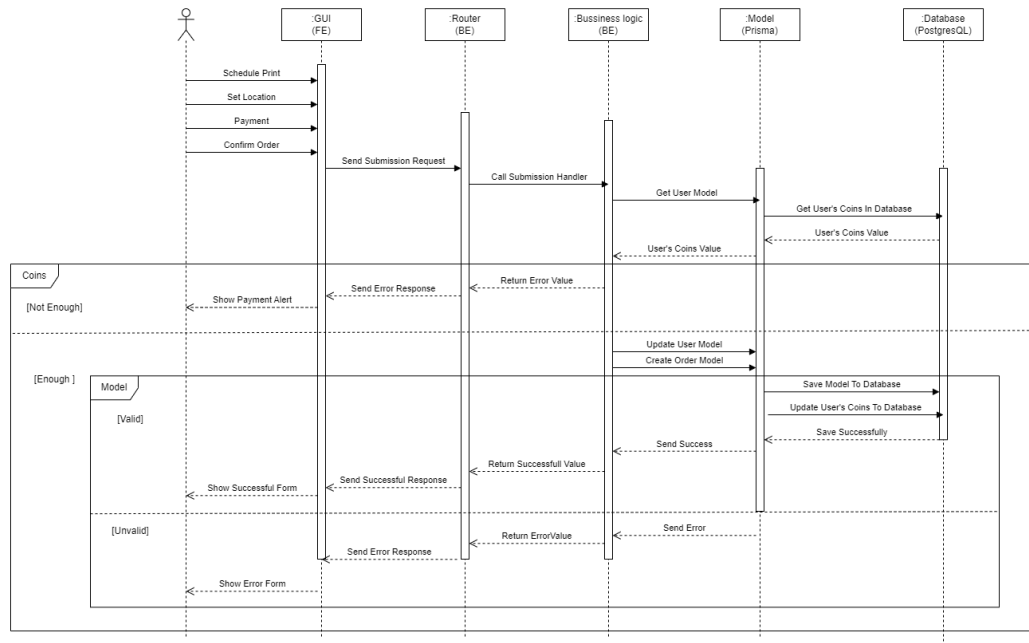 :GUI
(FE)
:Router
(BE)
:Bussiness logic
(BE)
:Model
(Prisma)
:Database
(PostgresQL)
Schedule Print
Set Location
Payment
Confirm Order
Send Submission Request
Call Submission Handler
Get User Model
Get User's Coins In Database
User's Coins Value
User's Coins Value
Coins
Return Error Value
Send Error Response
Show Payment Alert
[Not Enough]
Update User Model
Create Order Model
[Enough ]
Model
Save Model To Database
Update User's Coins To Database
[Valid]
Save Successfully
Send Success
Return Successfull Value
Send Successful Response
Show Successful Form
[Unvalid]
Send Error
Return ErrorValue
Send Error Response
Show Error Form